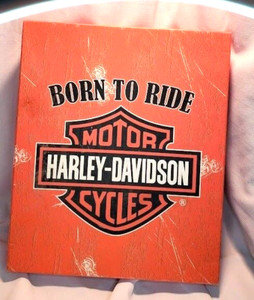 BORN TO RIDE
MOTOR
HARLEY-DAVIDSON
CYCLES
®